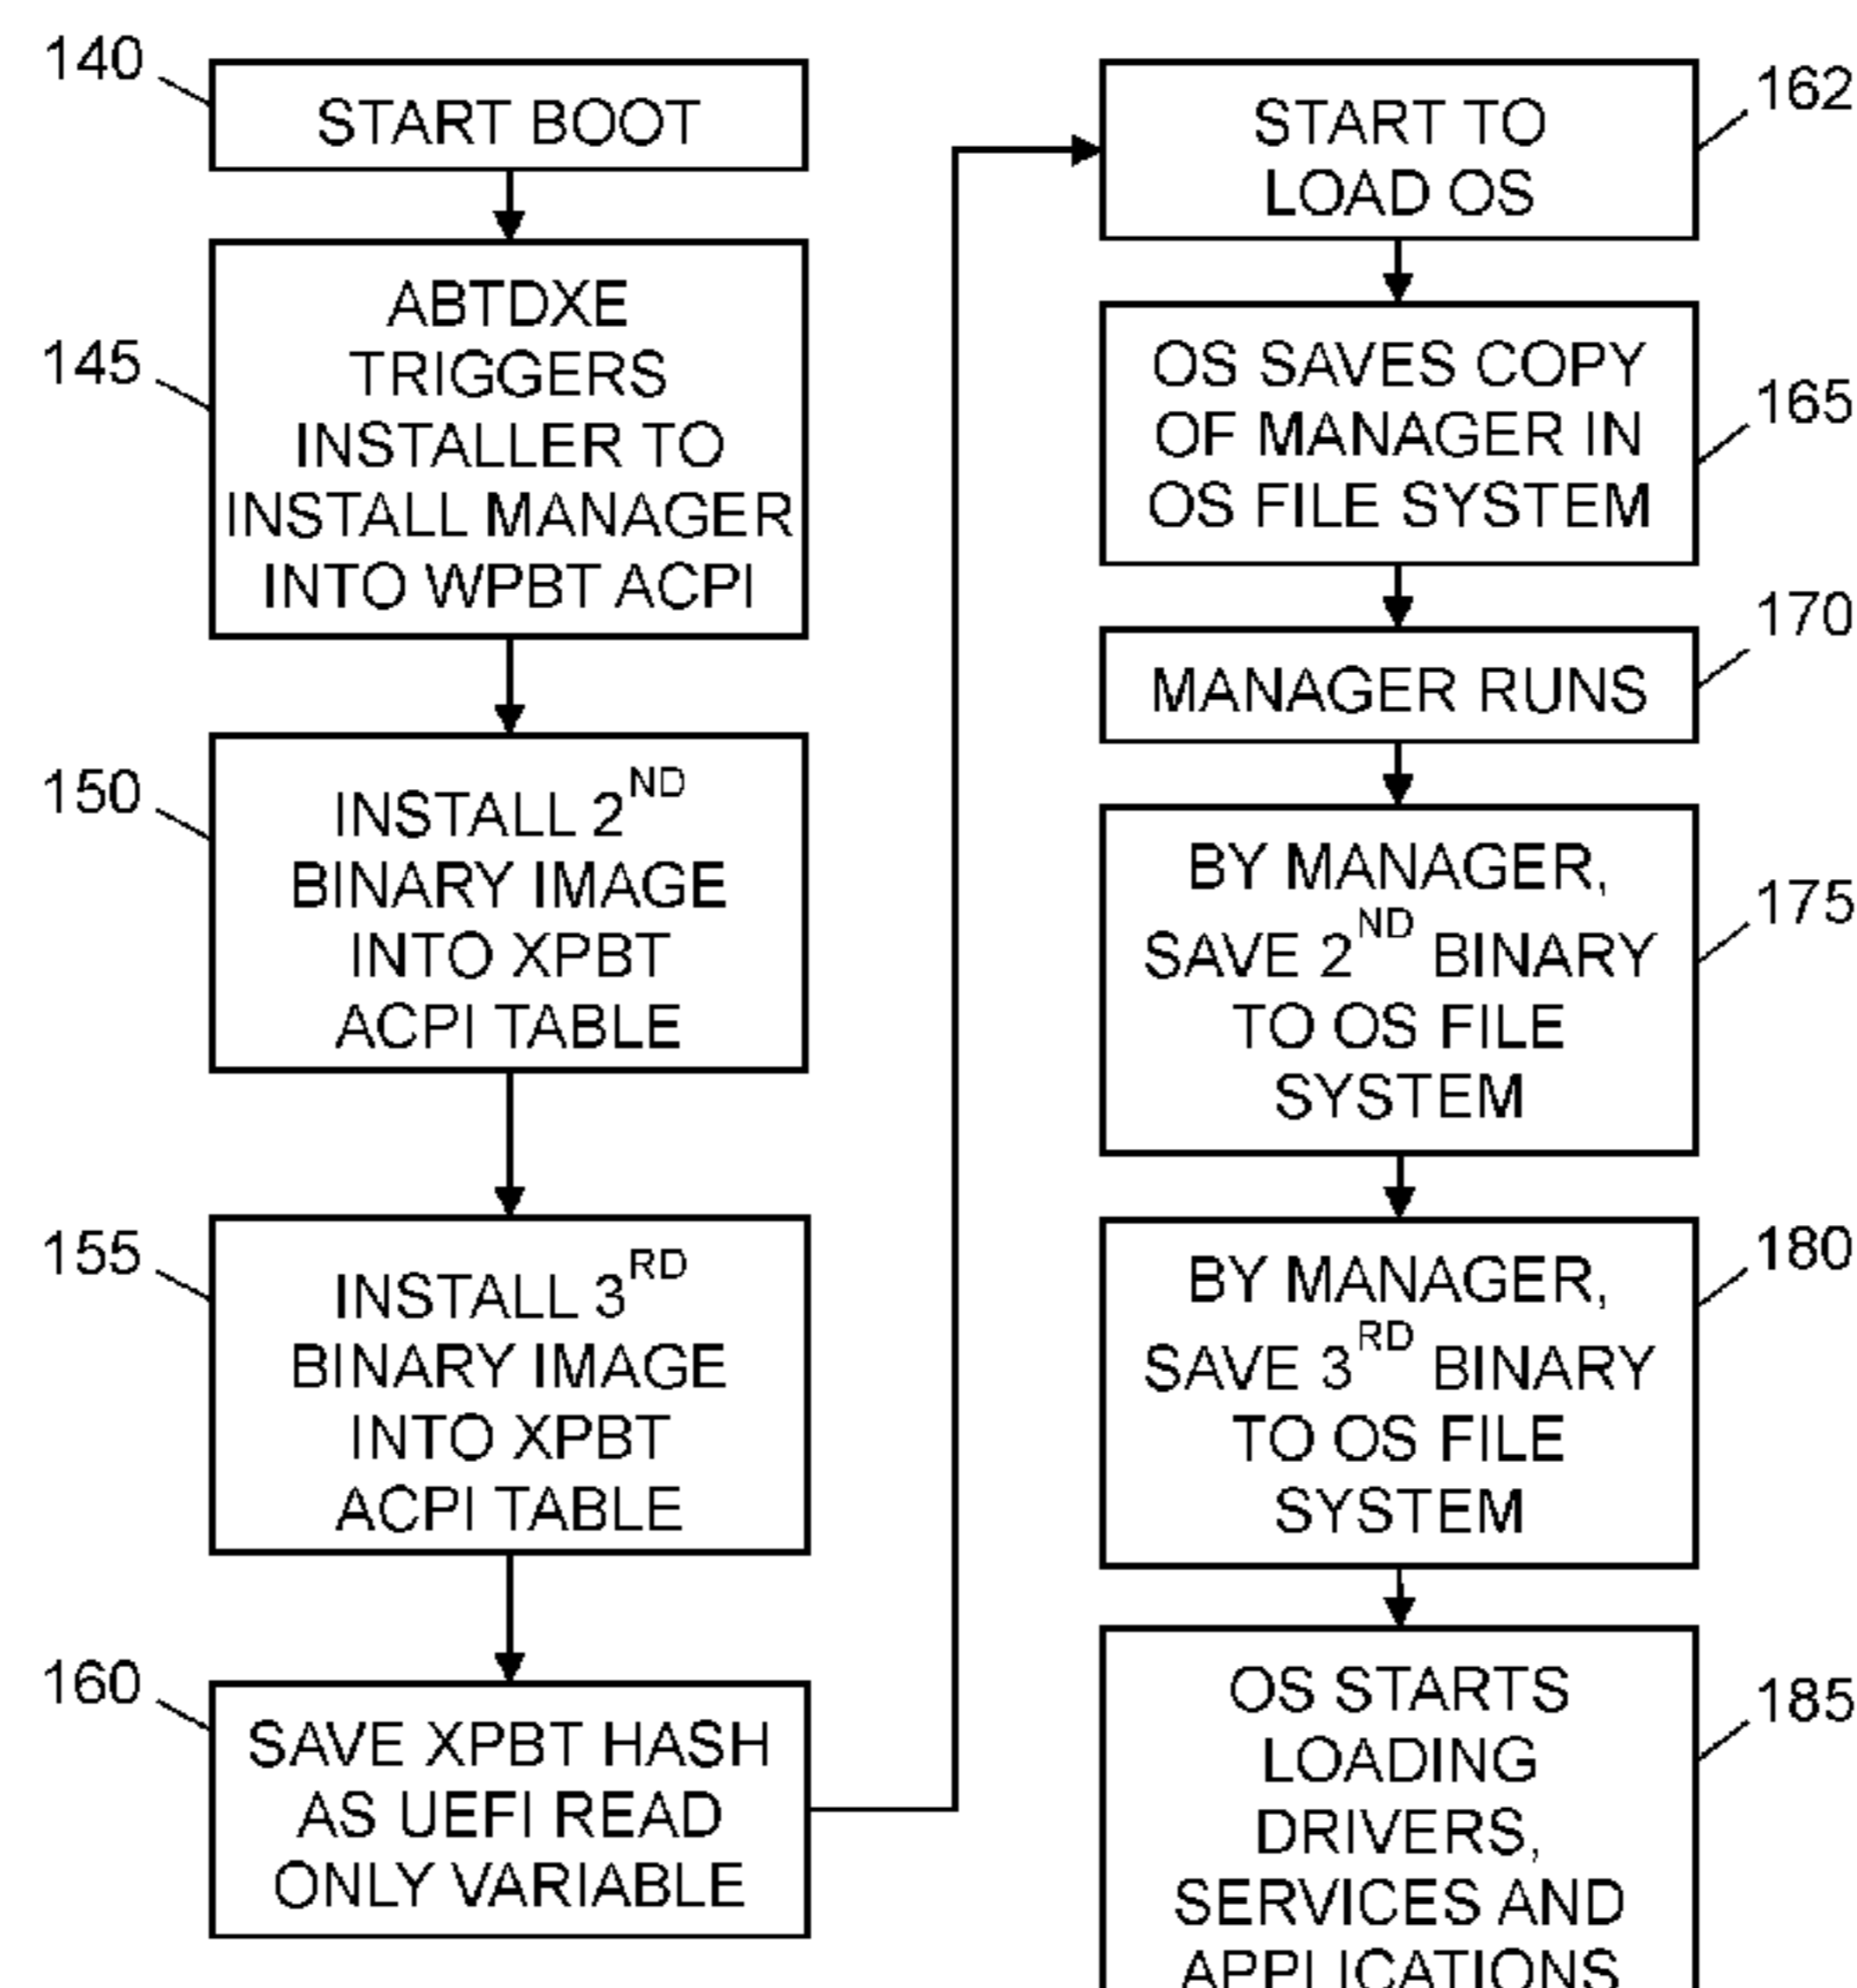 140
START BOOT
145
ABTDXE
TRIGGERS
INSTALLER TO
INSTALL MANAGER
INTO WPBT ACPI
150
INSTALL 2ND
BINARY IMAGE
INTO XPBT
ACPI TABLE
155
INSTALL 3RD
BINARY IMAGE
INTO XPBT
ACPI TABLE
160
SAVE XPBT HASH
AS UEFI READ
ONLY VARIABLE
162
START TO
LOAD OS
165
OS SAVES COPY
OF MANAGER IN
OS FILE SYSTEM
170
MANAGER RUNS
175
BY MANAGER,
SAVE 2ND BINARY
TO OS FILE
SYSTEM
180
BY MANAGER,
SAVE 3RD BINARY
TO OS FILE
SYSTEM
185
OS STARTS
LOADING
DRIVERS,
SERVICES AND
APPLICATIONS